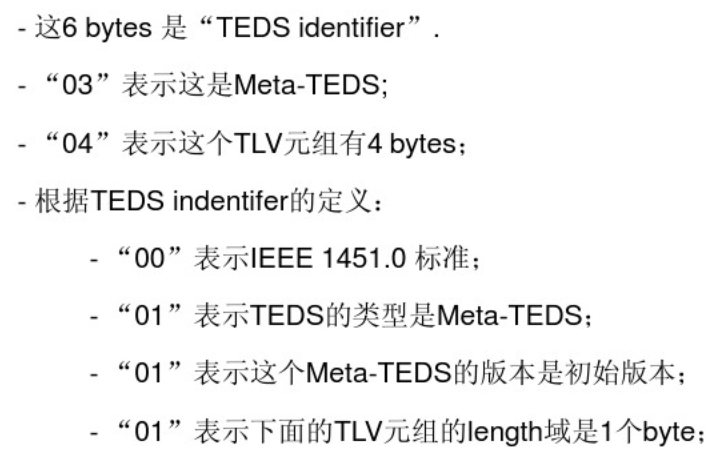 - 这6 bytes 是“TEDS identifier”.
- “03”表示这是Meta-TEDS;
- “04”表示这个TLV元组有4 bytes；
- 根据TEDS indentifer的定义：
- “00”表示IEEE 1451.0 标准；
- “01”表示TEDS的类型是Meta-TEDS；
- “01”表示这个Meta-TEDS的版本是初始版本；
- “01”表示下面的TLV元组的length域是1个byte；